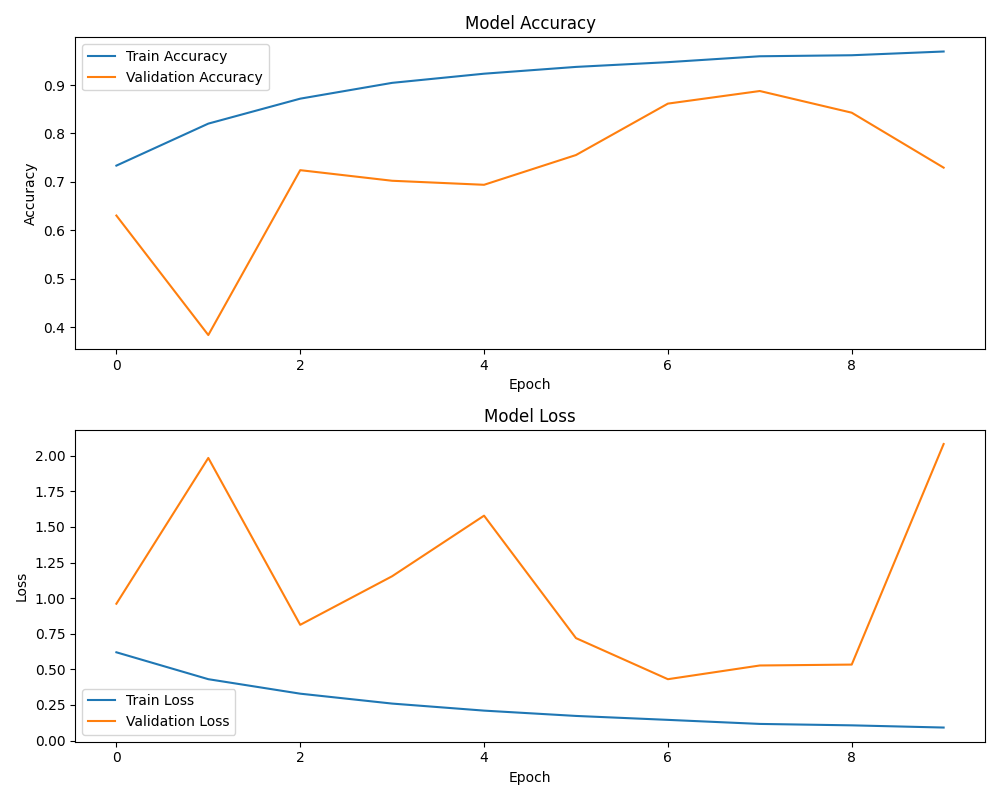 Model Accuracy
Train Accuracy
Validation Accuracy
0.9
0.8
0.7
0.6
0.5
0.4
Accuracy
0 2 4 6 8
Epoch
Model Loss
2.00
1.75
1.50
1.25
1.00
0.75
0.50
0.25
0.00
Loss
Train Loss
Validation Loss
0 2 4 6 8
Epoch